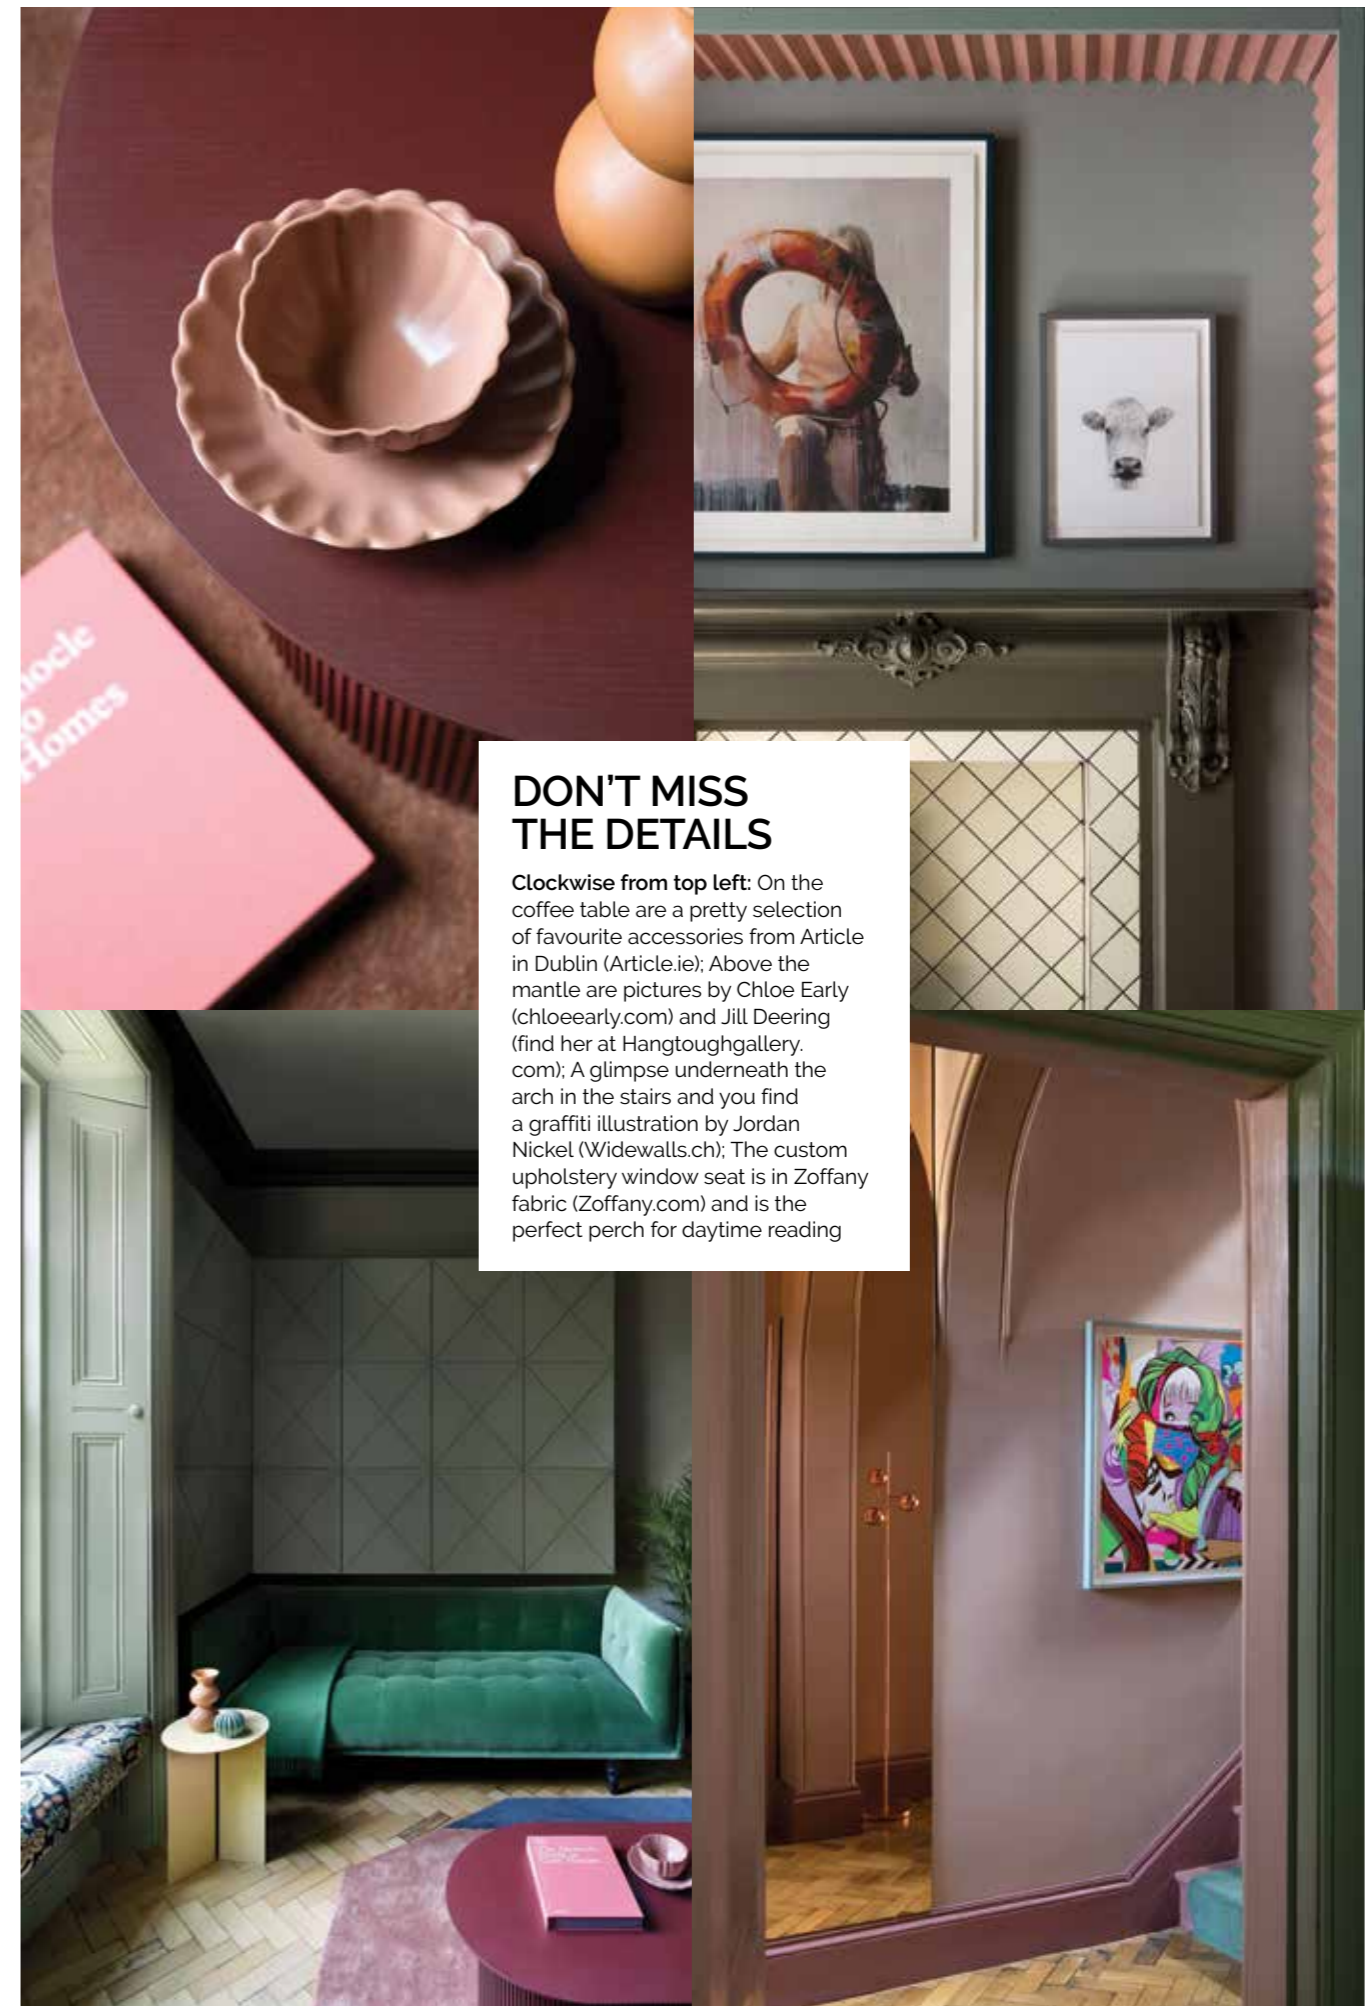 Homes
DON'T MISS
THE DETAILS
Clockwise from top left: On the
coffee table are a pretty selection
of favourite accessories from Article
in Dublin (Article.ie); Above the
mantle are pictures by Chloe Early
(chloeearly.com) and Jill Deering
(find her at Hangtoughgallery.
com); A glimpse underneath the
arch in the stairs and you find
a graffiti illustration by Jordan
Nickel (Widewalls.ch); The custom
upholstery window seat is in Zoffany
fabric (Zoffany.com) and is the
perfect perch for daytime reading